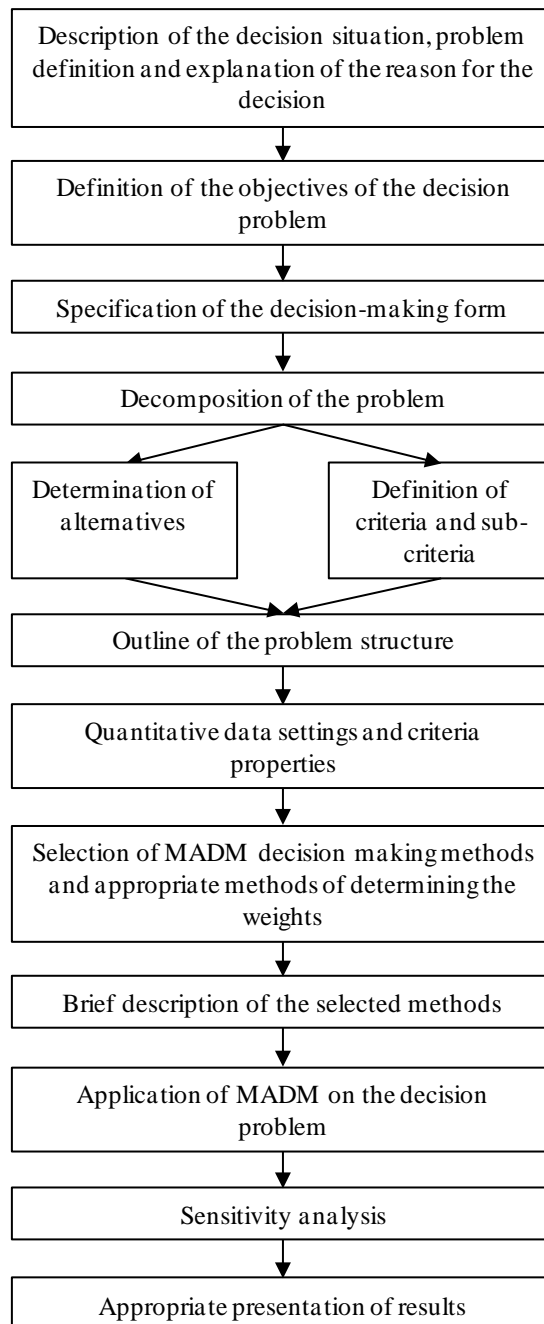 Description of the decision situation, problem
definition and explanation of the reason for the
decision
Definition of the objectives of the decision
problem
Specification of the decision-making form
Decomposition of the problem
Determination of
alternatives
Definition of
criteria and sub-
criteria
Outline of the problem structure
Quantitative data settings and criteria
properties
Selection of MADM decision making methods
and appropriate methods of determining the
weights
Brief description of the selected methods
Application of MADM on the decision
problem
Sensitivity analysis
Appropriate presentation of results